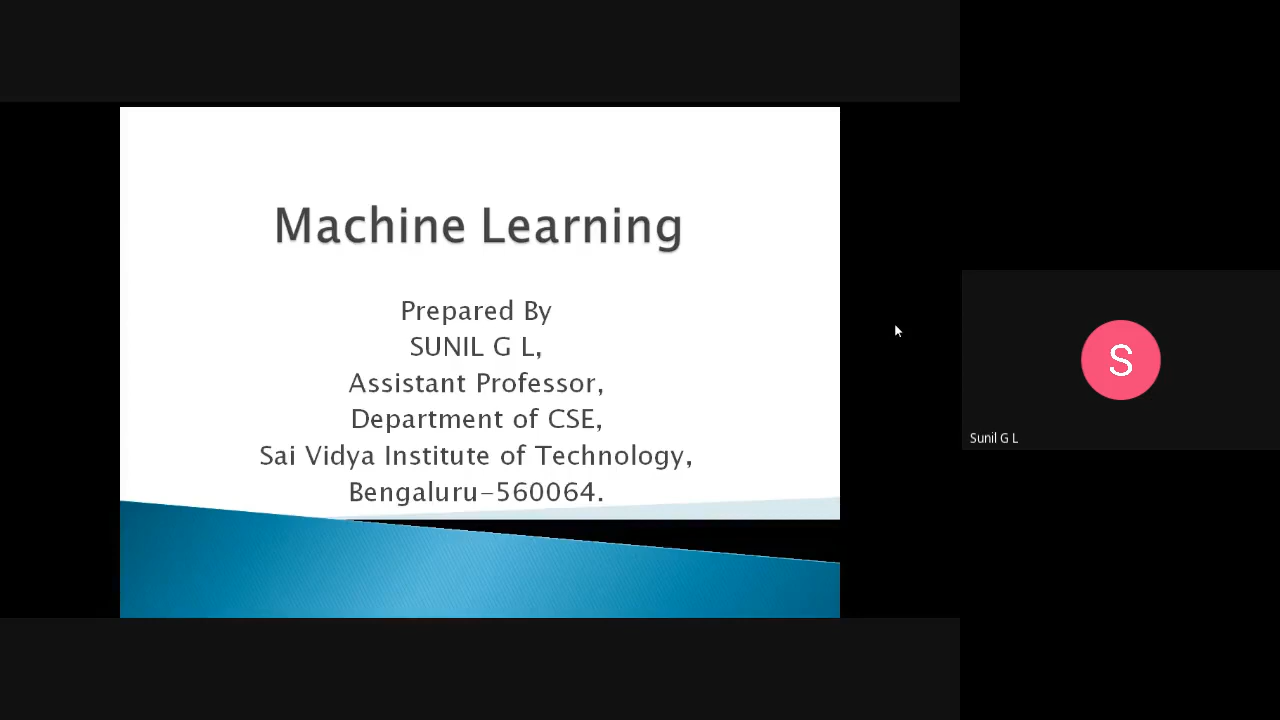 Machine Learning
Prepared By
SUNIL G L,
Assistant Professor,
Department of CSE,
Sai Vidya Institute of Technology,
Bengaluru-560064.
S
Sunil G L